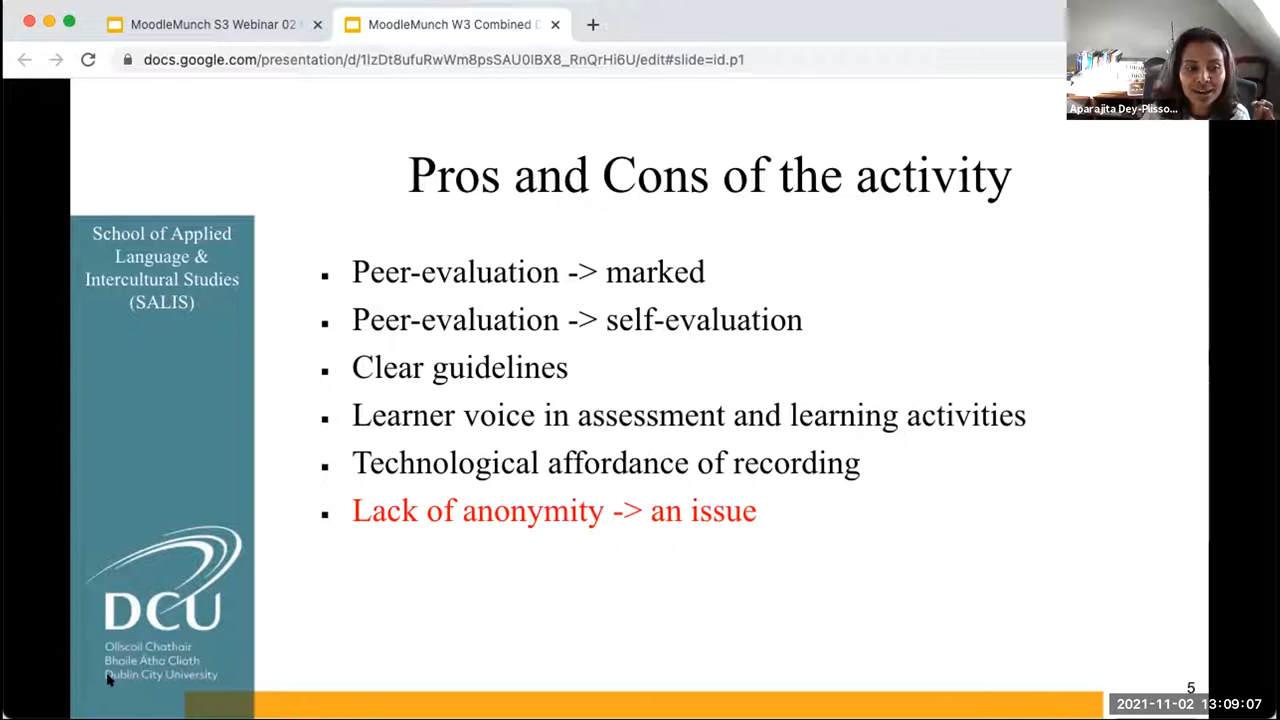 MoodleMunch S3 Webinar 02
MoodleMunch W3 Combined
docs.google.com/presentation/d/1lzDt8ufuRwWm8psSAU0lBX8_RnQrHi6U/edit#slide=id.p1
Aparajita Dey-Plisso...
Pros and Cons of the activity
School of Applied
Language &
Intercultural Studies
(SALIS)
Peer-evaluation -> marked
Peer-evaluation -> self-evaluation
Clear guidelines
Learner voice in assessment and learning activities
Technological affordance of recording
Lack of anonymity -> an issue
DCU
Ollscoil Chathair
Bhaile Átha Cliath
Dublin City University
5
2021-11-02 13:09:07